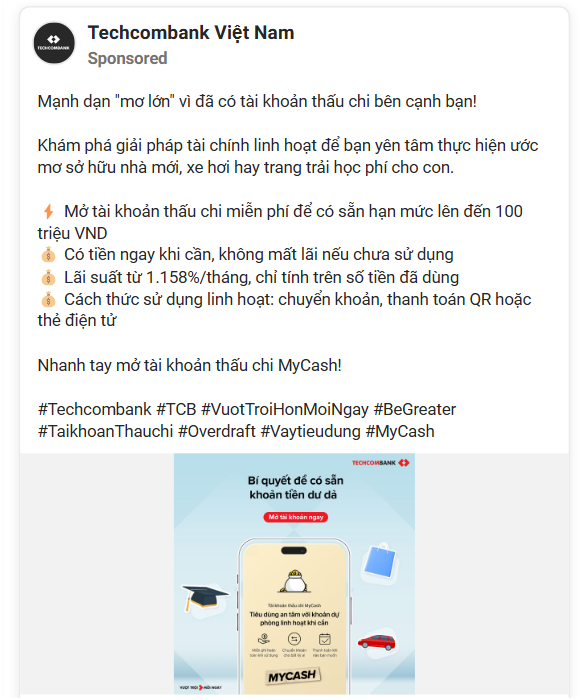 TECHCOMBANK
Techcombank Việt Nam
Sponsored
Mạnh dạn "mơ lớn" vì đã có tài khoản thấu chi bên cạnh bạn!
Khám phá giải pháp tài chính linh hoạt để bạn yên tâm thực hiện ước
mơ sở hữu nhà mới, xe hơi hay trang trải học phí cho con.
⚡ Mở tài khoản thấu chi miễn phí để có sẵn hạn mức lên đến 100
triệu VND
💰 Có tiền ngay khi cần, không mất lãi nếu chưa sử dụng
💰 Lãi suất từ 1.158%/tháng, chỉ tính trên số tiền đã dùng
💰 Cách thức sử dụng linh hoạt: chuyển khoản, thanh toán QR hoặc
thẻ điện tử
Nhanh tay mở tài khoản thấu chi MyCash!
#Techcombank #TCB #VuotTroiHonMoiNgay #BeGreater
#TaikhoanThauchi #Overdraft #Vaytieudung #MyCash
TECHCOMBANK
Bí quyết để có sẵn
khoản tiền dư dả
Mở tài khoản ngay
Tài khoản thấu chi MyCash
Tiêu dùng an tâm với khoản dự
phòng linh hoạt khi cần
MYCASH
VƯỢT TRỘI MỖI NGÀY